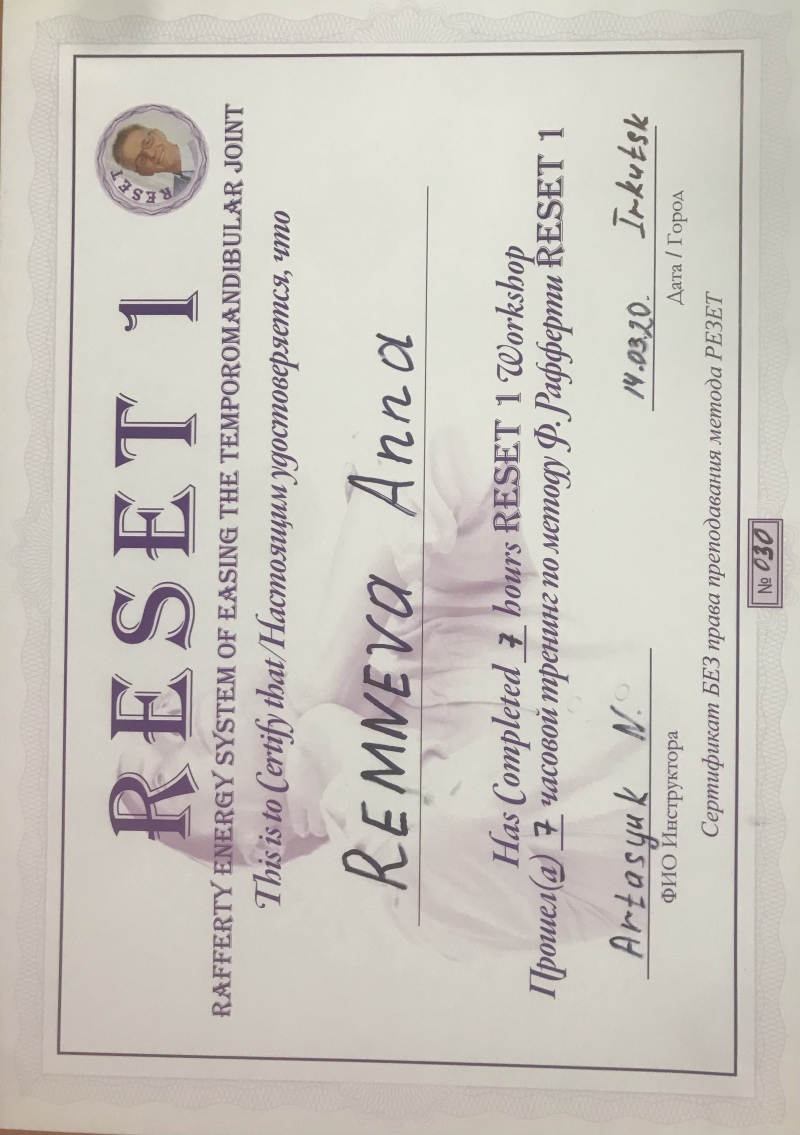 RESET 1
RESET
RAFFERTY ENERGY SYSTEM OF EASING THE TEMPOROMANDIBULAR JOINT
This is to Certify that/Настоящим удостоверяется, что
REMNEVA Anna
Has Completed 7 hours RESET 1 Workshop
Прошел(а) 7 часовой тренинг по методу Ф. Рафферти RESET 1
Artasyuk N. 14.03.20. Irkutsk
ФИО Инструктора Дата / Город
Сертификат БЕЗ права преподавания метода РЕЗЕТ
№ 030